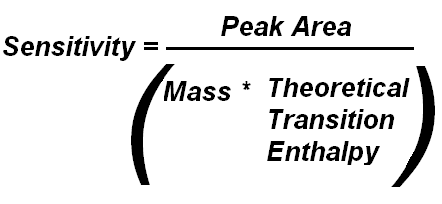 Peak Area
Sensitivity =
(Mass * Theoretical
Transition
Enthalpy)